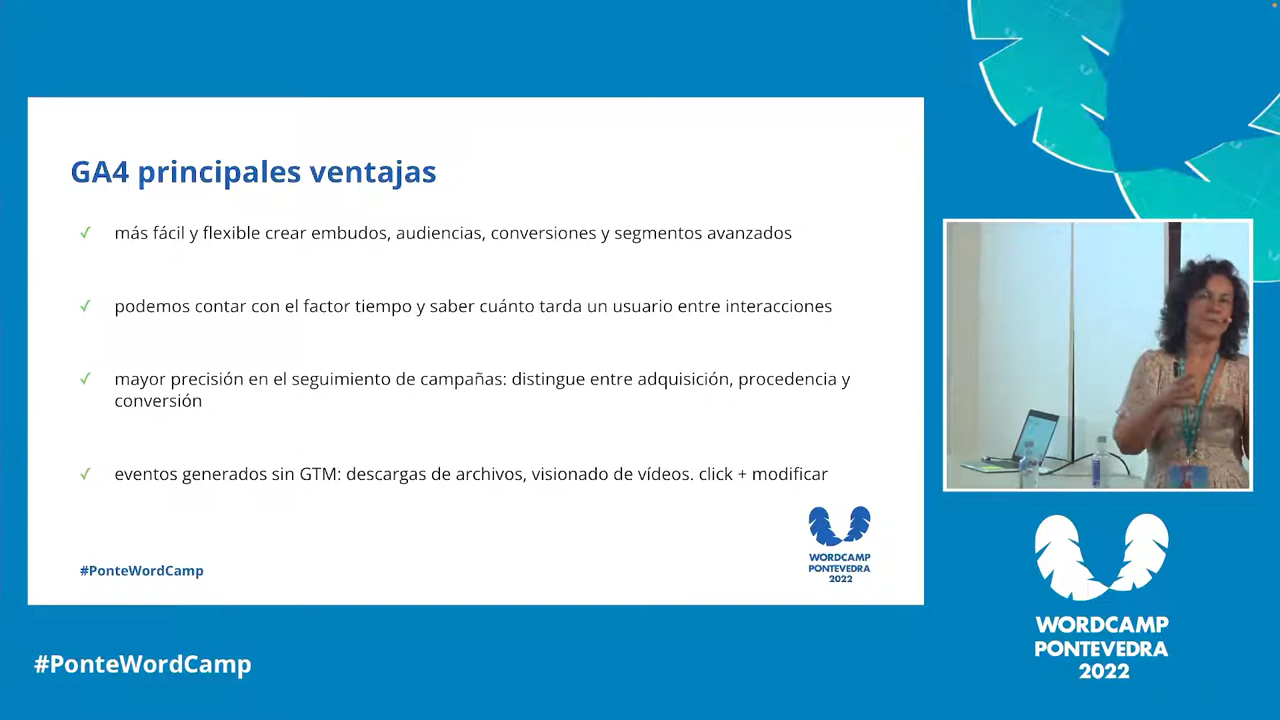 GA4 principales ventajas
✓ más fácil y flexible crear embudos, audiencias, conversiones y segmentos avanzados
✓ podemos contar con el factor tiempo y saber cuánto tarda un usuario entre interacciones
✓ mayor precisión en el seguimiento de campañas: distingue entre adquisición, procedencia y
conversión
✓ eventos generados sin GTM: descargas de archivos, visionado de vídeos. click + modificar
WORDCAMP
PONTEVEDRA
2022
#PonteWordCamp
#PonteWordCamp
WORDCAMP
PONTEVEDRA
2022